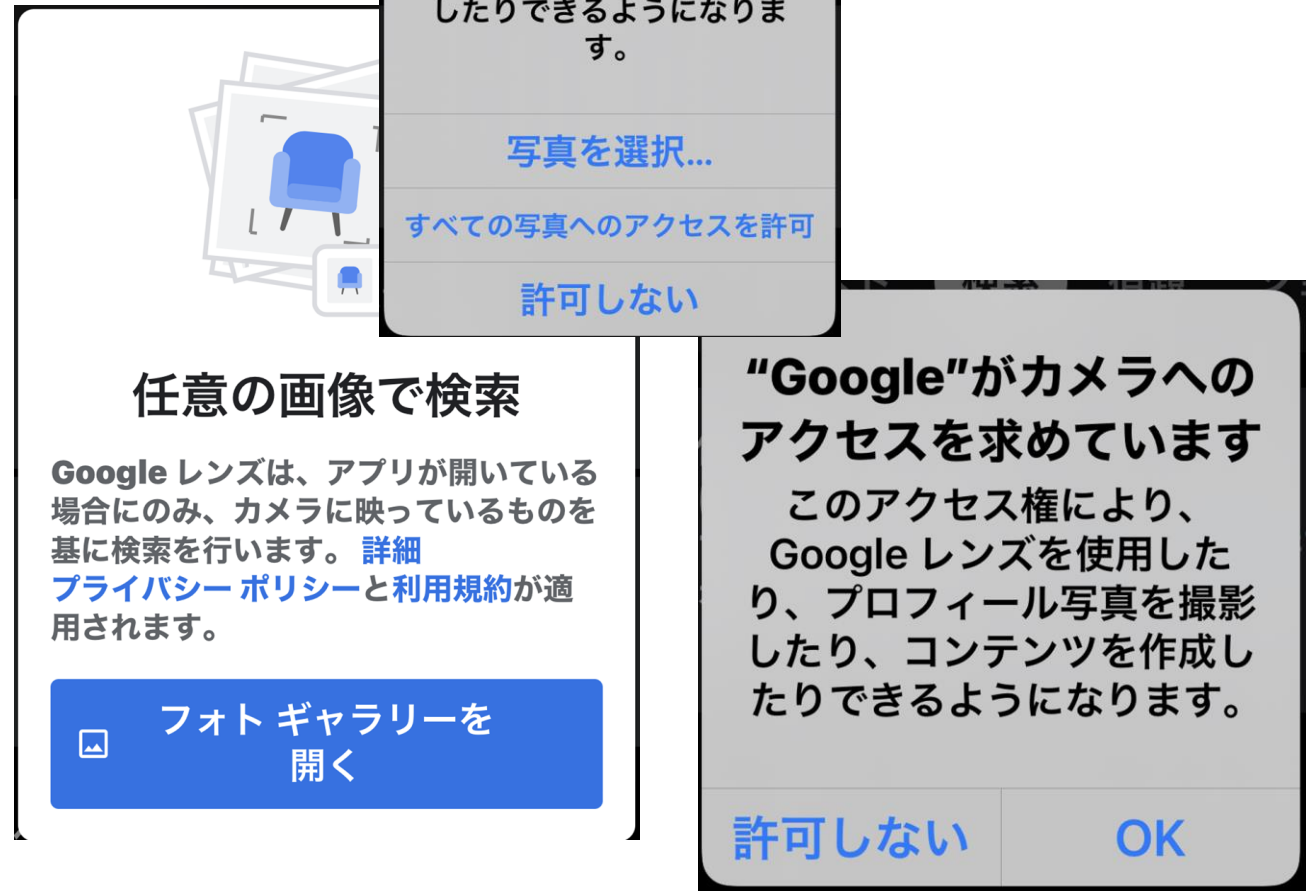 任意の画像で検索
Google レンズは、アプリが開いている
場合にのみ、カメラに映っているものを
基に検索を行います。 詳細
プライバシー ポリシーと利用規約が適
用されます。
フォト ギャラリーを
開く
したりできるようになりま
す。
写真を選択...
すべての写真へのアクセスを許可
許可しない
“Google”がカメラへの
アクセスを求めています
このアクセス権により、
Google レンズを使用した
り、プロフィール写真を撮影
したり、コンテンツを作成し
たりできるようになります。
許可しない
OK